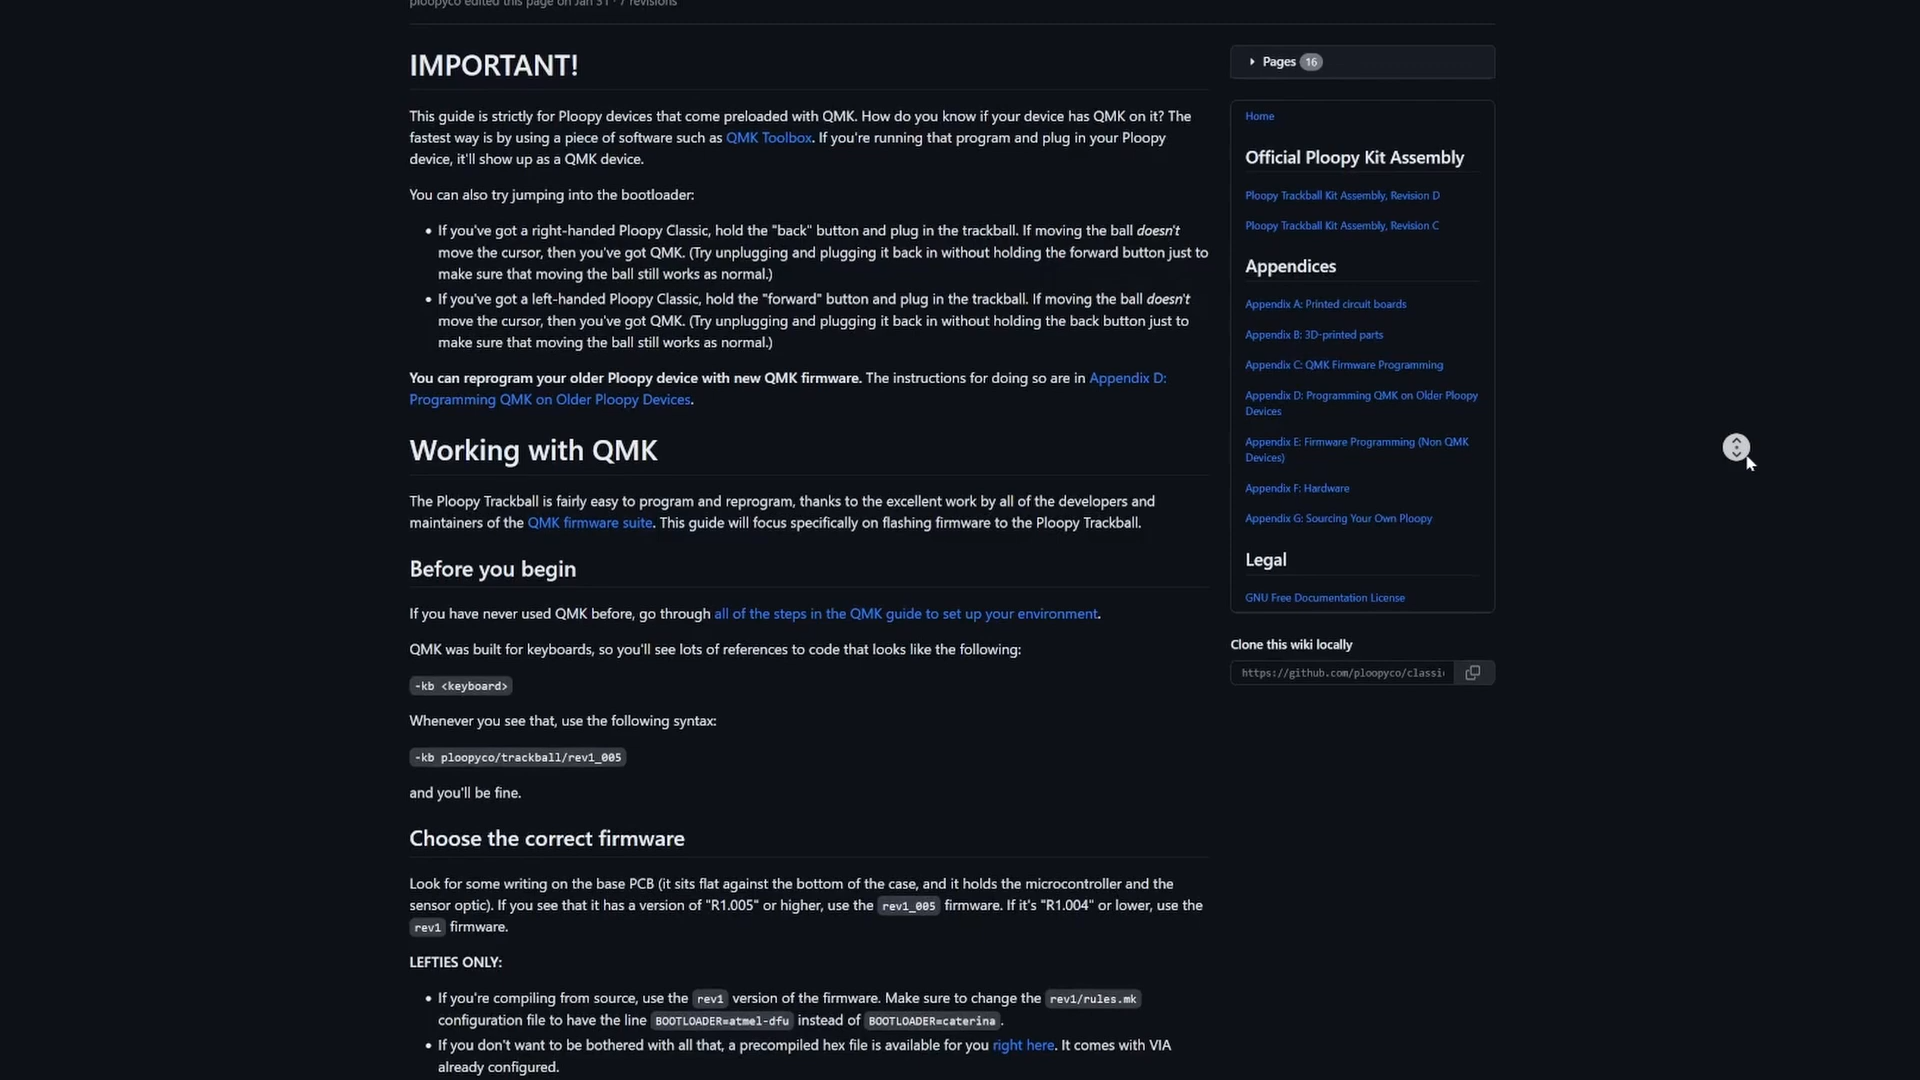 ploopyco edited this page on Jan 31 · 7 revisions
IMPORTANT!
This guide is strictly for Ploopy devices that come preloaded with QMK. How do you know if your device has QMK on it? The
fastest way is by using a piece of software such as QMK Toolbox. If you're running that program and plug in your Ploopy
device, it'll show up as a QMK device.
You can also try jumping into the bootloader:
• If you've got a right-handed Ploopy Classic, hold the "back" button and plug in the trackball. If moving the ball doesn't
move the cursor, then you've got QMK. (Try unplugging and plugging it back in without holding the forward button just to
make sure that moving the ball still works as normal.)
• If you've got a left-handed Ploopy Classic, hold the "forward" button and plug in the trackball. If moving the ball doesn't
move the cursor, then you've got QMK. (Try unplugging and plugging it back in without holding the back button just to
make sure that moving the ball still works as normal.)
You can reprogram your older Ploopy device with new QMK firmware. The instructions for doing so are in Appendix D:
Programming QMK on Older Ploopy Devices.
Working with QMK
The Ploopy Trackball is fairly easy to program and reprogram, thanks to the excellent work by all of the developers and
maintainers of the QMK firmware suite. This guide will focus specifically on flashing firmware to the Ploopy Trackball.
Before you begin
If you have never used QMK before, go through all of the steps in the QMK guide to set up your environment.
QMK was built for keyboards, so you'll see lots of references to code that looks like the following:
-kb <keyboard>
Whenever you see that, use the following syntax:
-kb ploopyco/trackball/rev1_005
and you'll be fine.
Choose the correct firmware
Look for some writing on the base PCB (it sits flat against the bottom of the case, and it holds the microcontroller and the
sensor optic). If you see that it has a version of "R1.005" or higher, use the rev1_005 firmware. If it's "R1.004" or lower, use the
rev1 firmware.
LEFTIES ONLY:
• If you're compiling from source, use the rev1 version of the firmware. Make sure to change the rev1/rules.mk
configuration file to have the line BOOTLOADER=atmel-dfu instead of BOOTLOADER=caterina.
• If you don't want to be bothered with all that, a precompiled hex file is available for you right here. It comes with VIA
already configured.
Pages 16
Home
Official Ploopy Kit Assembly
Ploopy Trackball Kit Assembly, Revision D
Ploopy Trackball Kit Assembly, Revision C
Appendices
Appendix A: Printed circuit boards
Appendix B: 3D-printed parts
Appendix C: QMK Firmware Programming
Appendix D: Programming QMK on Older Ploopy
Devices
Appendix E: Firmware Programming (Non QMK
Devices)
Appendix F: Hardware
Appendix G: Sourcing Your Own Ploopy
Legal
GNU Free Documentation License
Clone this wiki locally
https://github.com/ploopyco/classi